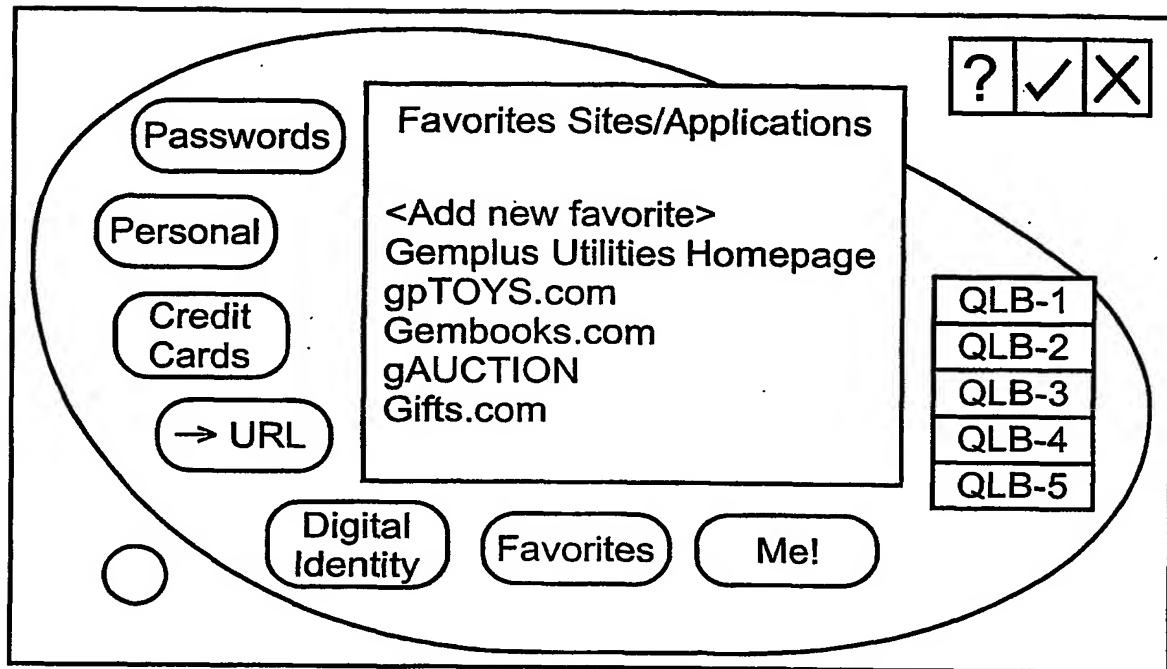 ? ✓ X
Passwords
Personal
Credit
Cards
→ URL
Favorites Sites/Applications
<Add new favorite>
Gemplus Utilities Homepage
gpTOYS.com
Gembooks.com
gAUCTION
Gifts.com
QLB-1
QLB-2
QLB-3
QLB-4
QLB-5
Digital
Identity
Favorites
Me!